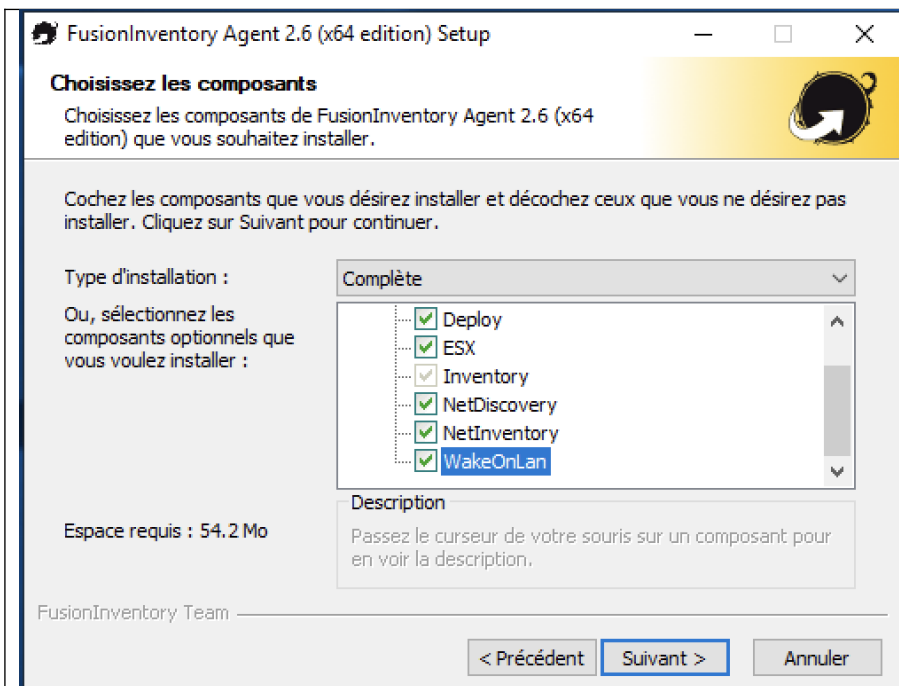 FusionInventory Agent 2.6 (x64 edition) Setup
Choisissez les composants
Choisissez les composants de FusionInventory Agent 2.6 (x64
edition) que vous souhaitez installer.
Cochez les composants que vous désirez installer et décochez ceux que vous ne désirez pas
installer. Cliquez sur Suivant pour continuer.
Type d'installation :
Complète
Ou, sélectionnez les
composants optionnels que
vous voulez installer :
Deploy
ESX
Inventory
NetDiscovery
NetInventory
WakeOnLan
Espace requis : 54.2 Mo
Description
Passez le curseur de votre souris sur un composant pour
en voir la description.
FusionInventory Team
< Précédent
Suivant >
Annuler